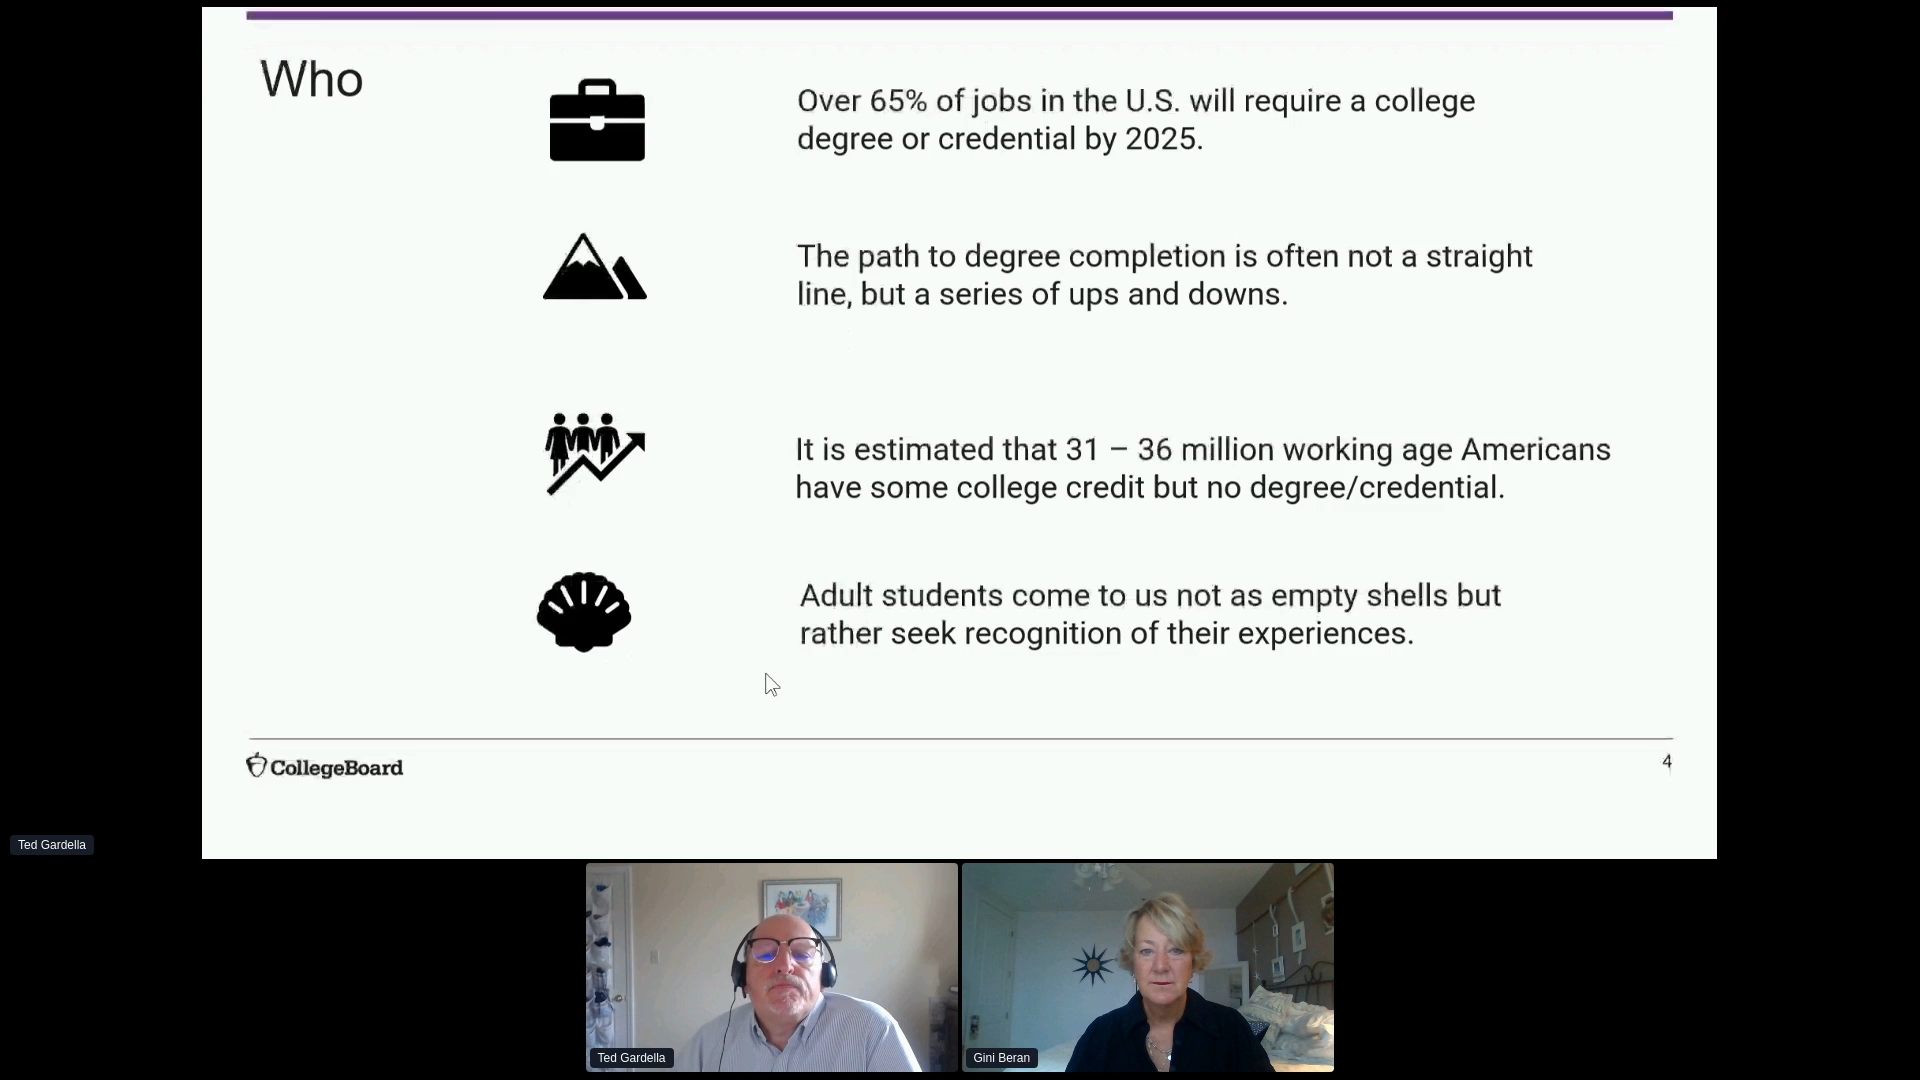 Who
Over 65% of jobs in the U.S. will require a college
degree or credential by 2025.
The path to degree completion is often not a straight
line, but a series of ups and downs.
It is estimated that 31 – 36 million working age Americans
have some college credit but no degree/credential.
Adult students come to us not as empty shells but
rather seek recognition of their experiences.
CollegeBoard
4
Ted Gardella
Ted Gardella
Gini Beran